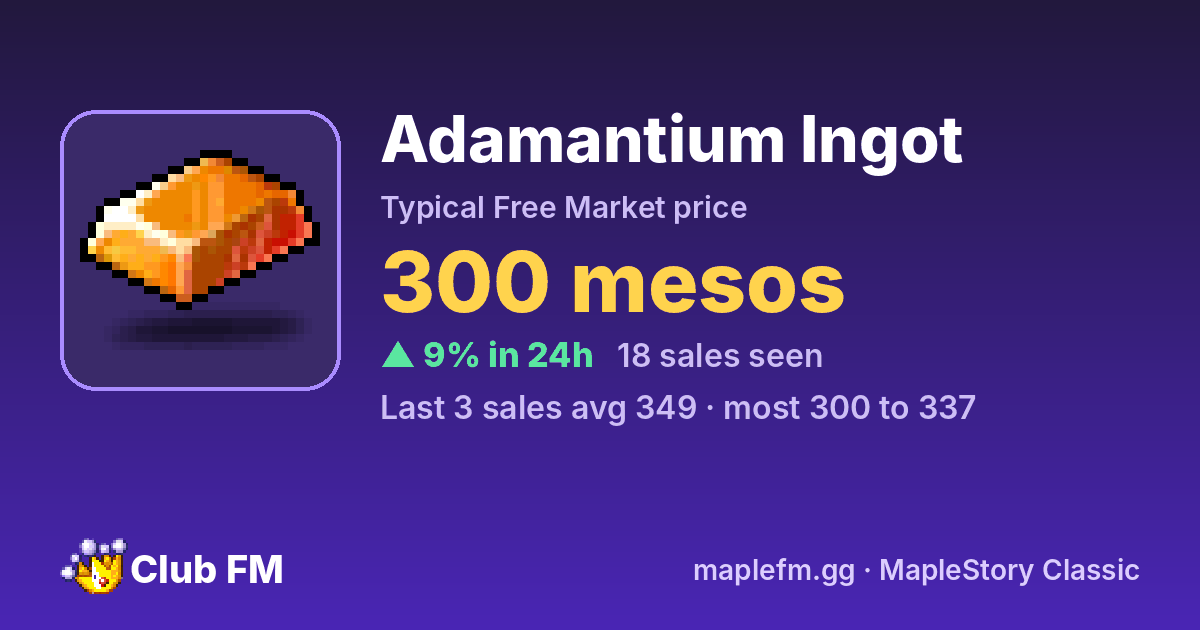 Adamantium Ingot
Typical Free Market price
300 mesos
▲ 9% in 24h 18 sales seen
Last 3 sales avg 349 · most 300 to 337
Club FM
maplefm.gg · MapleStory Classic